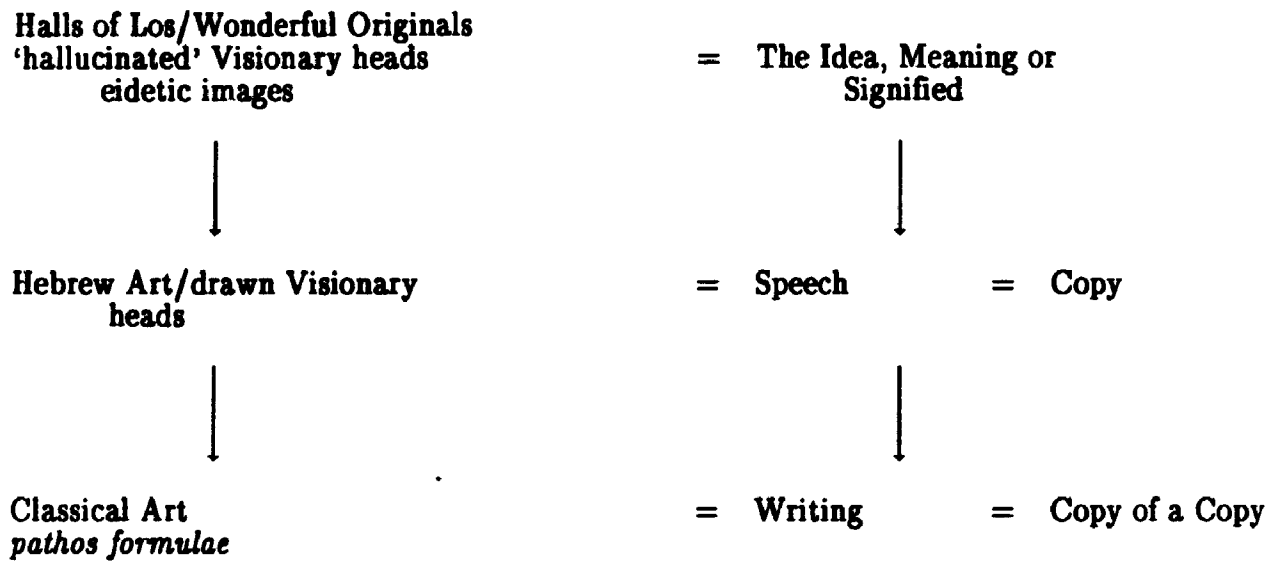 Halls of Los/Wonderful Originals
'hallucinated' Visionary heads = The Idea, Meaning or
eidetic images Signified
Hebrew Art/drawn Visionary = Speech = Copy
heads
Classical Art = Writing = Copy of a Copy
pathos formulae